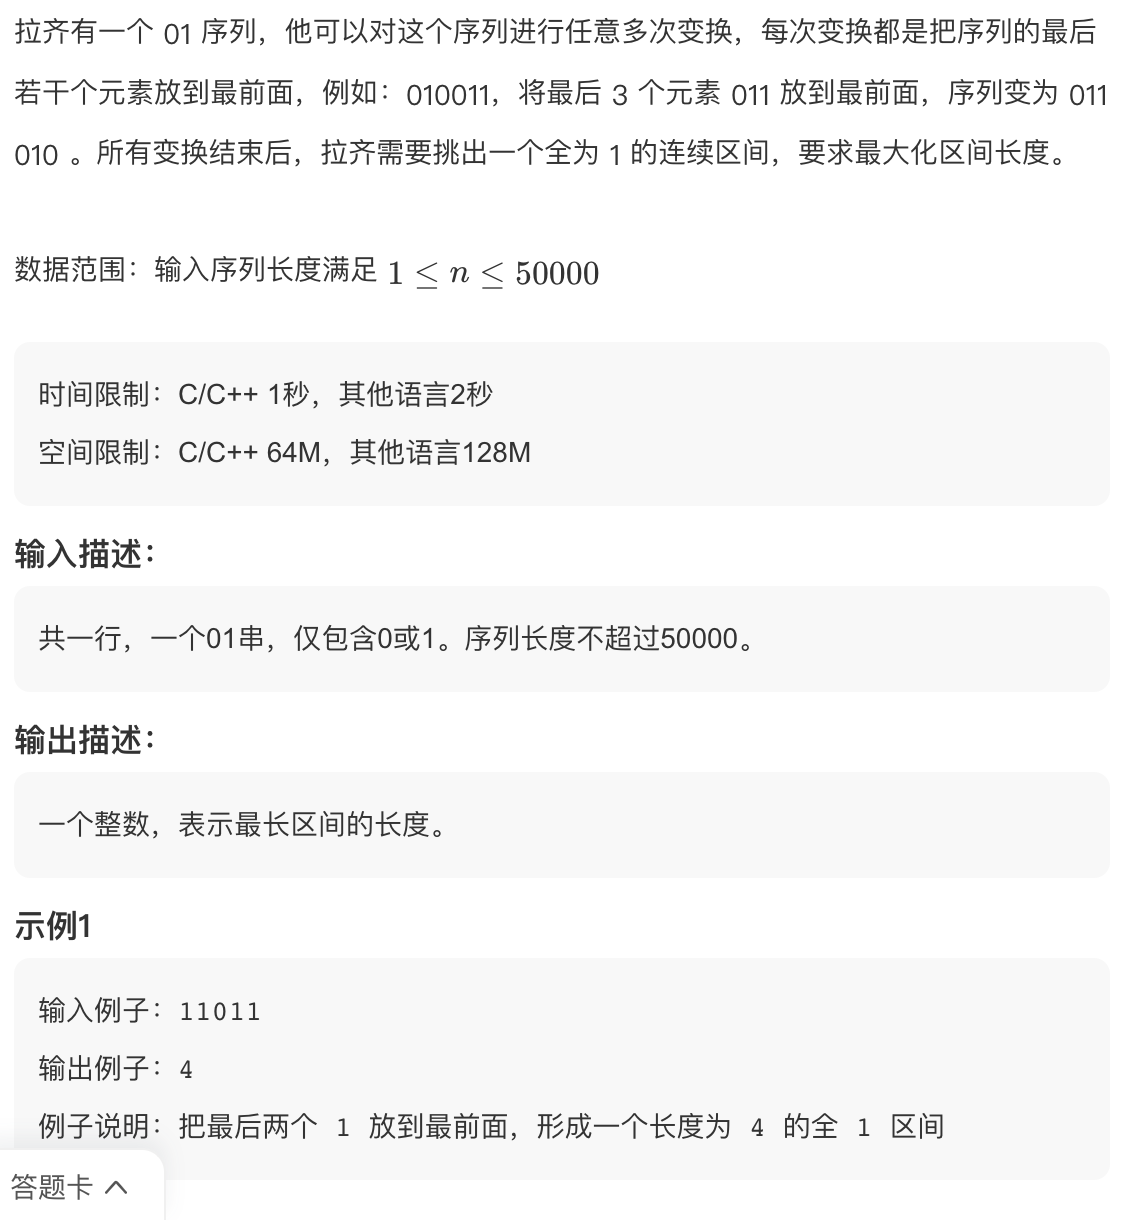 拉齐有一个 01 序列，他可以对这个序列进行任意多次变换，每次变换都是把序列的最后
若干个元素放到最前面，例如：010011，将最后 3 个元素 011 放到最前面，序列变为 011
010 。所有变换结束后，拉齐需要挑出一个全为 1 的连续区间，要求最大化区间长度。
数据范围：输入序列长度满足 1 ≤ n ≤ 50000
时间限制：C/C++ 1秒，其他语言2秒
空间限制：C/C++ 64M，其他语言128M
输入描述：
共一行，一个01串，仅包含0或1。序列长度不超过50000。
输出描述：
一个整数，表示最长区间的长度。
示例1
输入例子：11011
输出例子：4
例子说明：把最后两个 1 放到最前面，形成一个长度为 4 的全 1 区间
答题卡